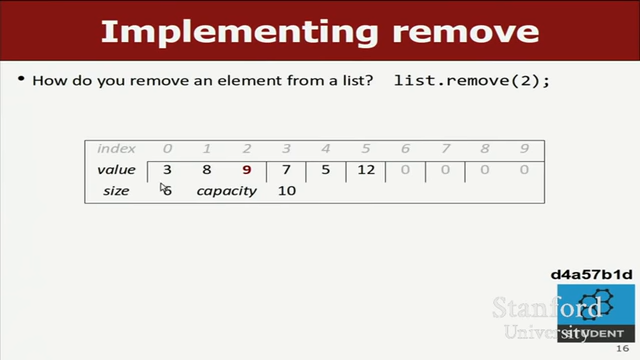 Implementing remove
• How do you remove an element from a list? list.remove(2);
index 0 1 2 3 4 5 6 7 8 9
value 3 8 9 7 5 12 0 0 0 0
size 6 capacity 10
d4a57b1d
Stanford
University
STUDENT
16